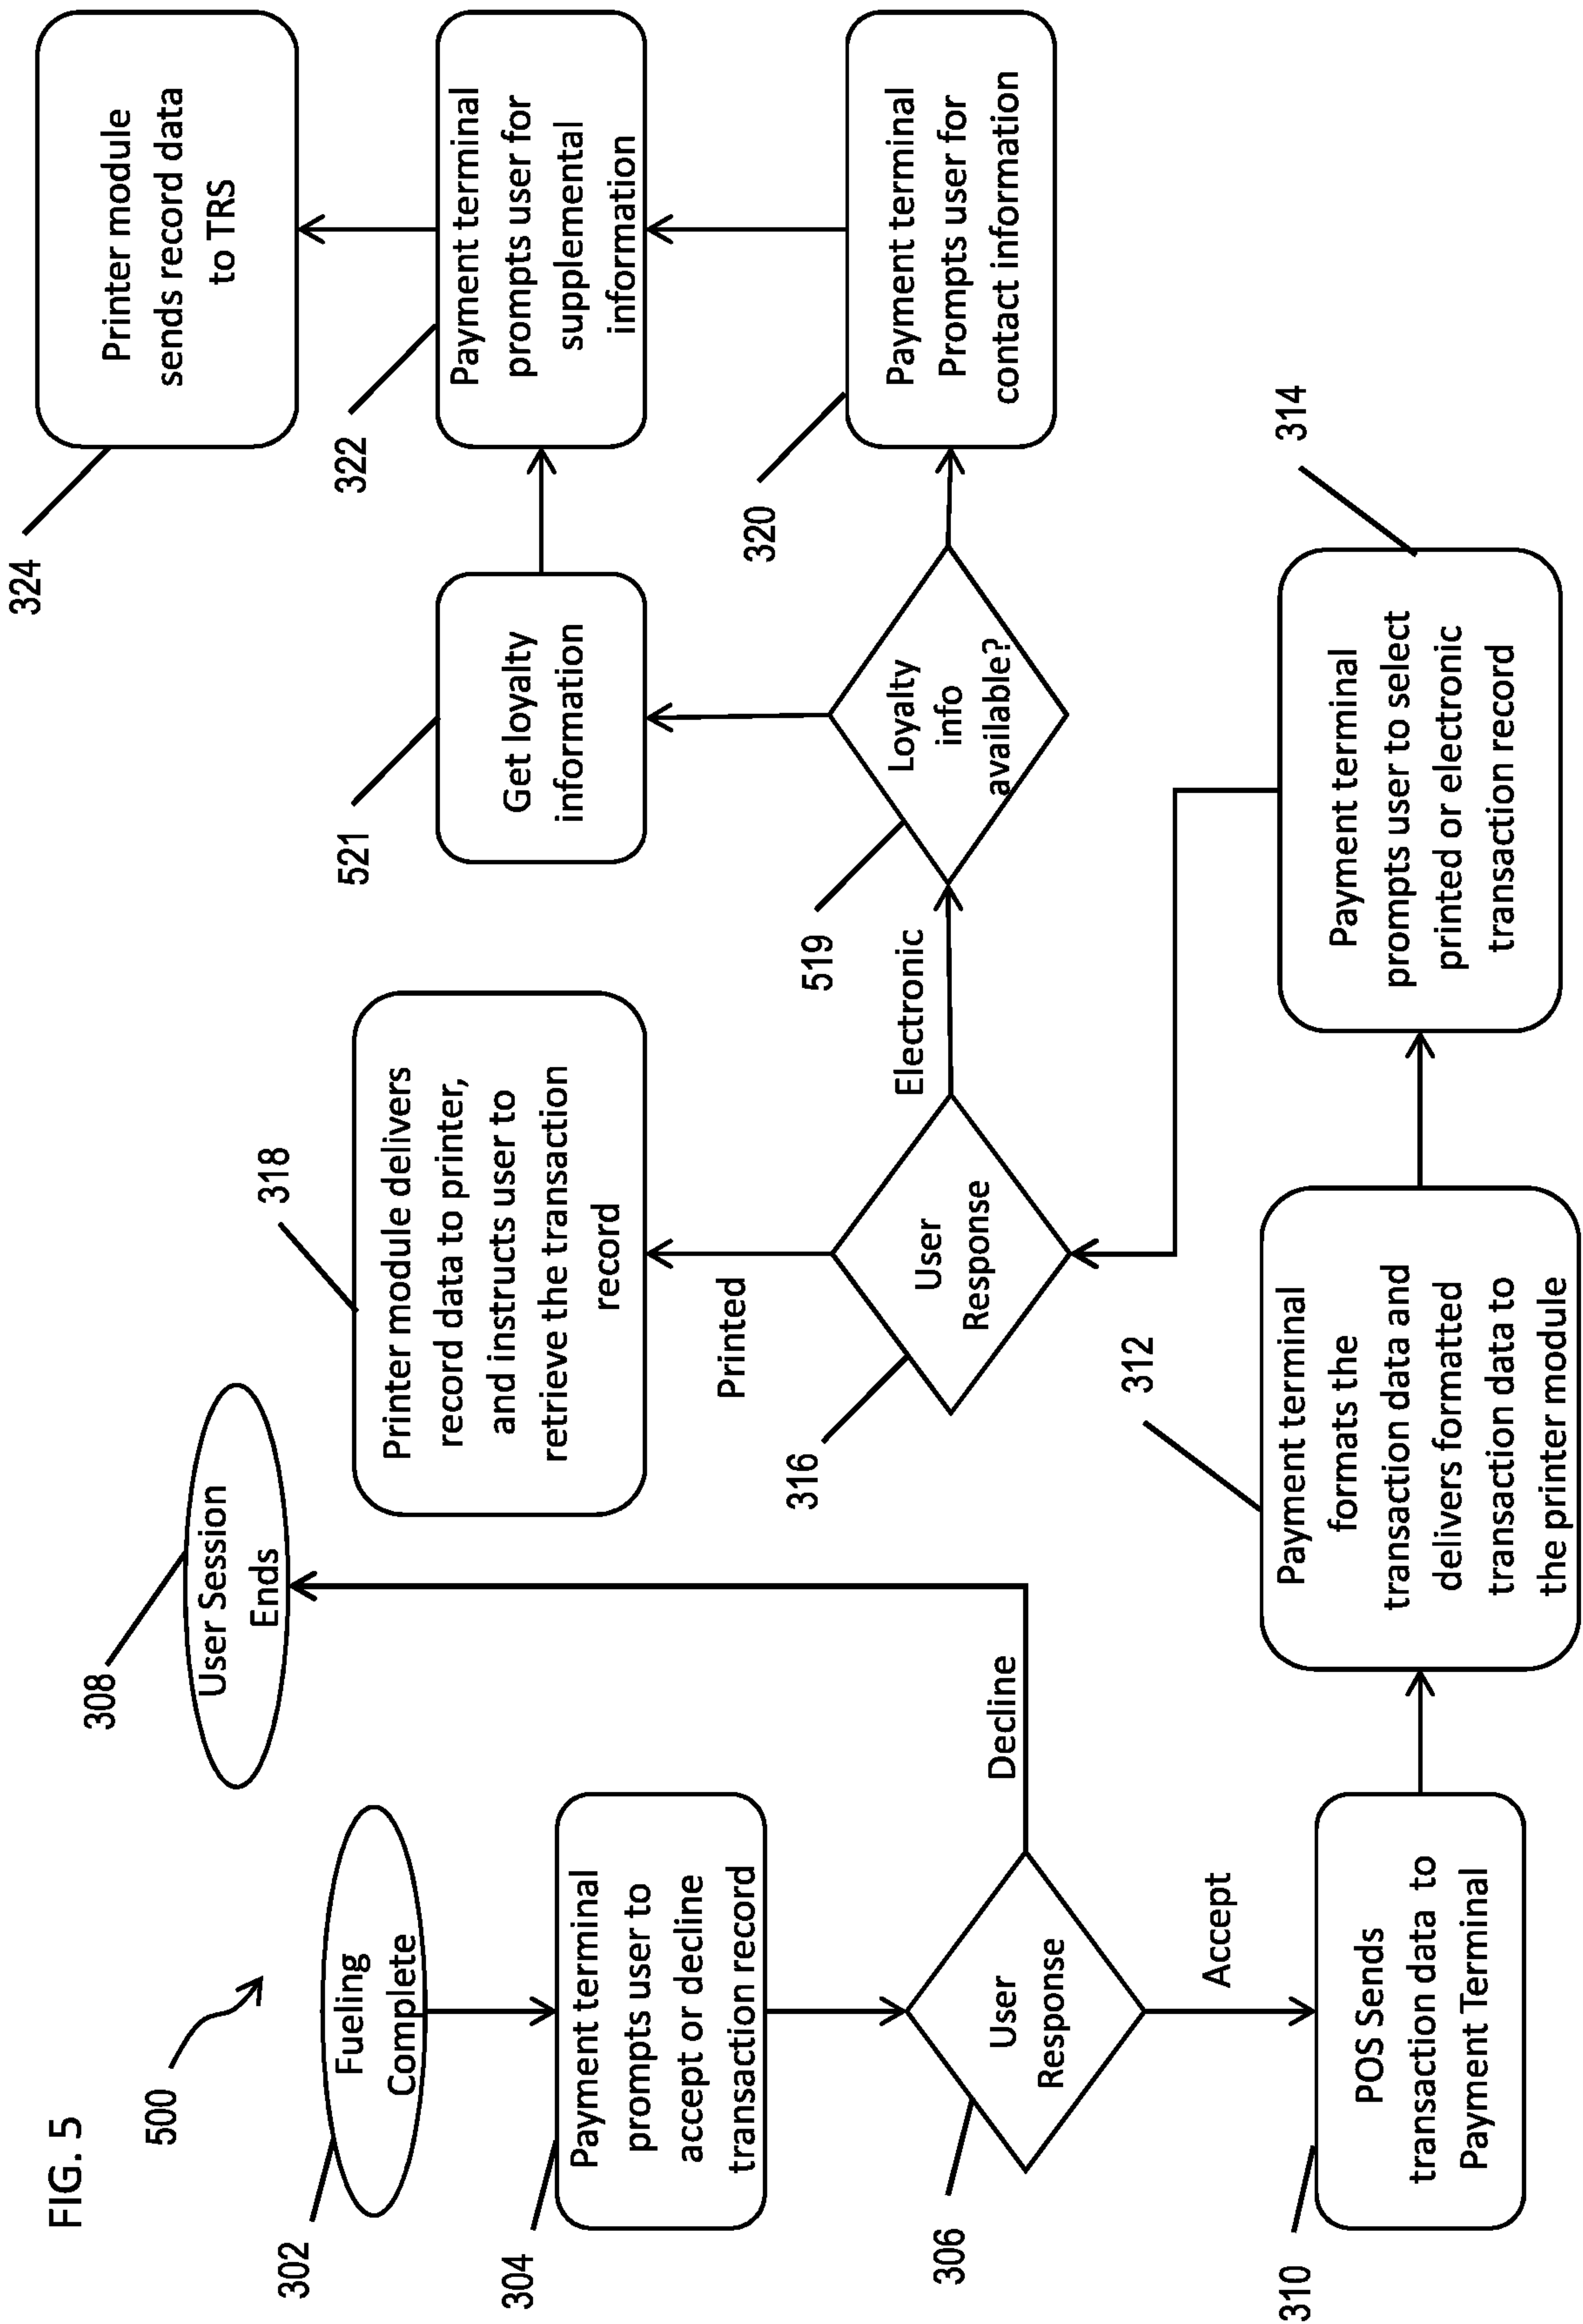 FIG. 5
500
302
Fueling
Complete
304
Payment terminal
prompts user to
accept or decline
transaction record
306
User
Response
Decline
308
User Session
Ends
Accept
310
POS Sends
transaction data to
Payment Terminal
312
Payment terminal
formats the
transaction data and
delivers formatted
transaction data to
the printer module
314
Payment terminal
prompts user to select
printed or electronic
transaction record
316
User
Response
Printed
318
Printer module delivers
record data to printer,
and instructs user to
retrieve the transaction
record
Electronic
519
Loyalty
info
available?
521
Get loyalty
information
320
Payment terminal
Prompts user for
contact information
322
Payment terminal
prompts user for
supplemental
information
324
Printer module
sends record data
to TRS